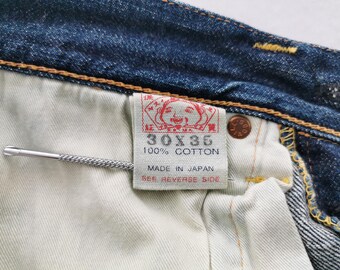 30X35
100% COTTON
MADE IN JAPAN
SEE REVERSE SIDE